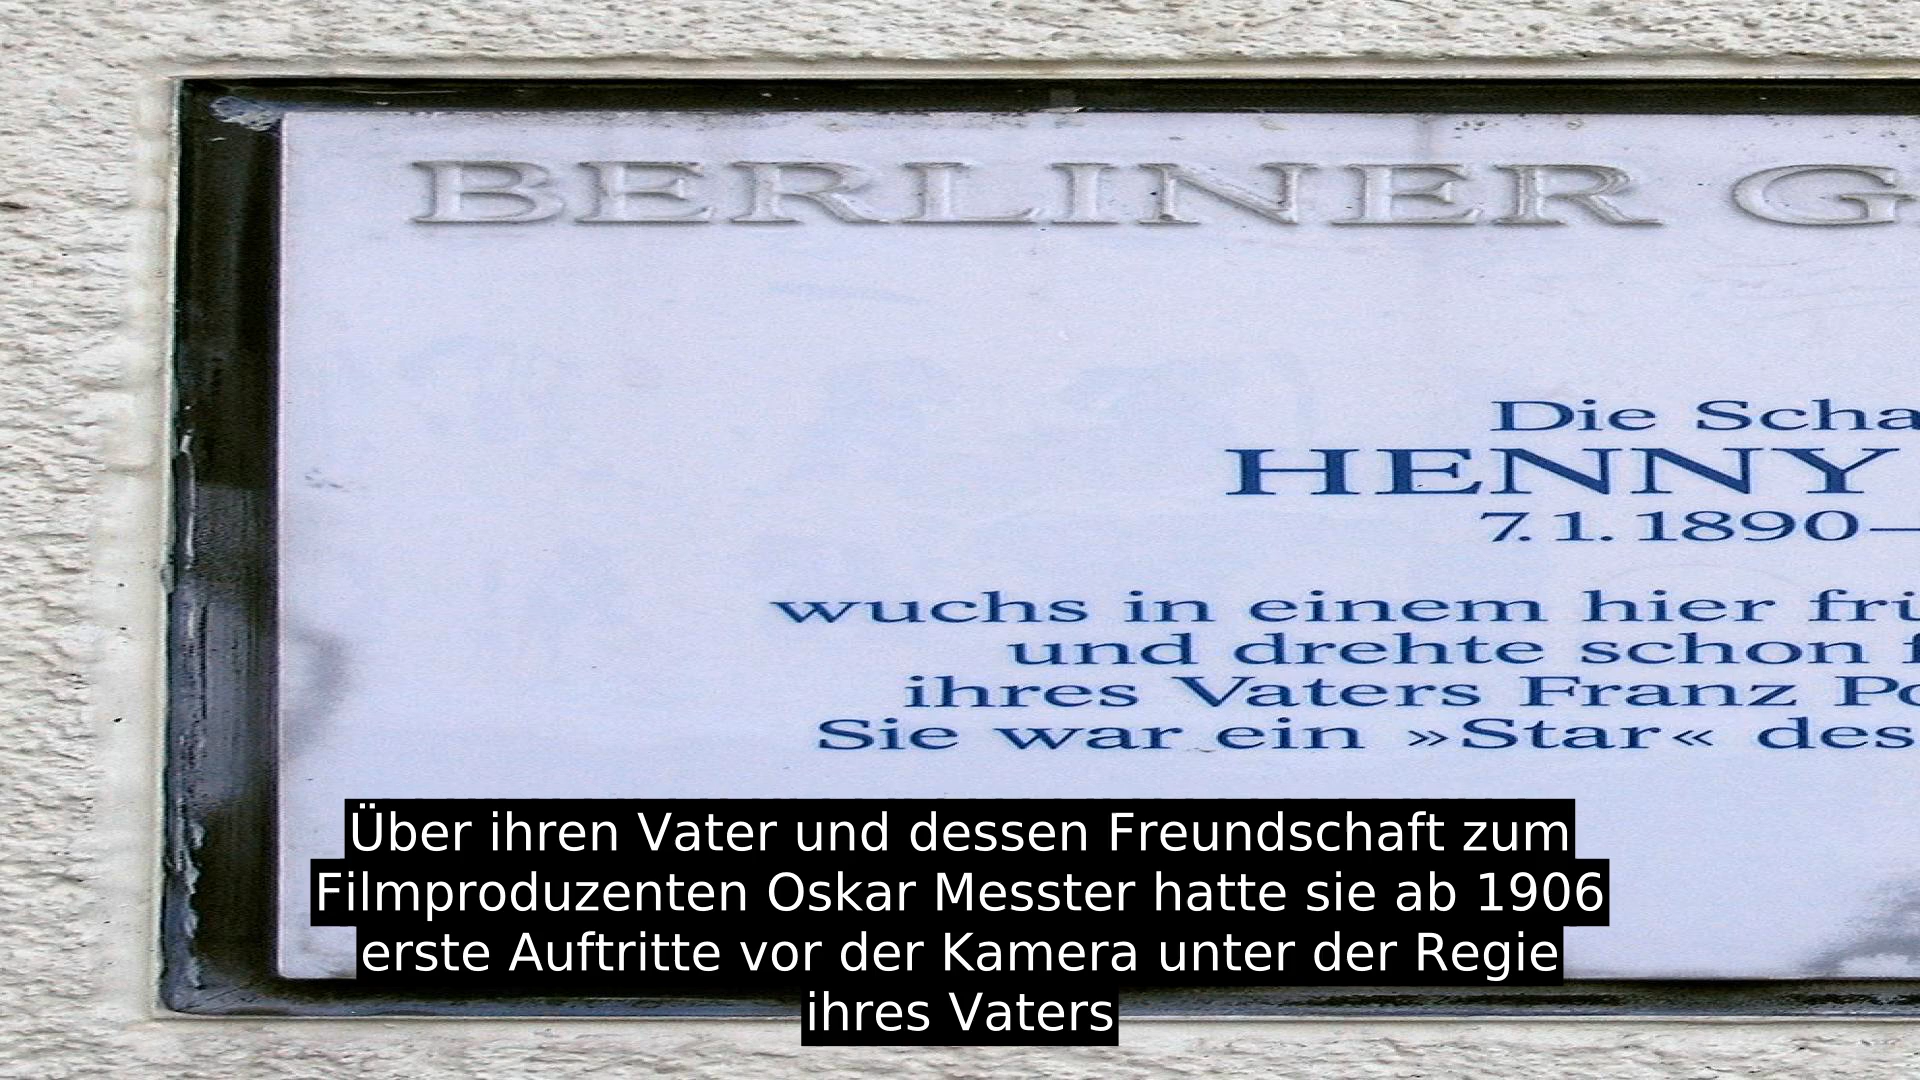 BERLINER G
Die Scha
HENNY
7.1.1890–
wuchs in einem hier frü
und drehte schon f
ihres Vaters Franz Po
Sie war ein »Star« des
Über ihren Vater und dessen Freundschaft zum
Filmproduzenten Oskar Messter hatte sie ab 1906
erste Auftritte vor der Kamera unter der Regie
ihres Vaters